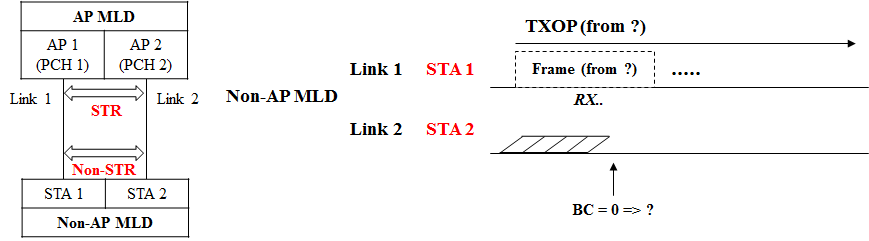 AP MLD
AP 1 AP 2
(PCH 1) (PCH 2)
Link 1 Link 2
STR
Non-STR
STA 1 STA 2
Non-AP MLD
Non-AP MLD
TXOP (from ?)
Link 1 STA 1 Frame (from ?) .....
RX..
Link 2 STA 2
BC = 0 => ?